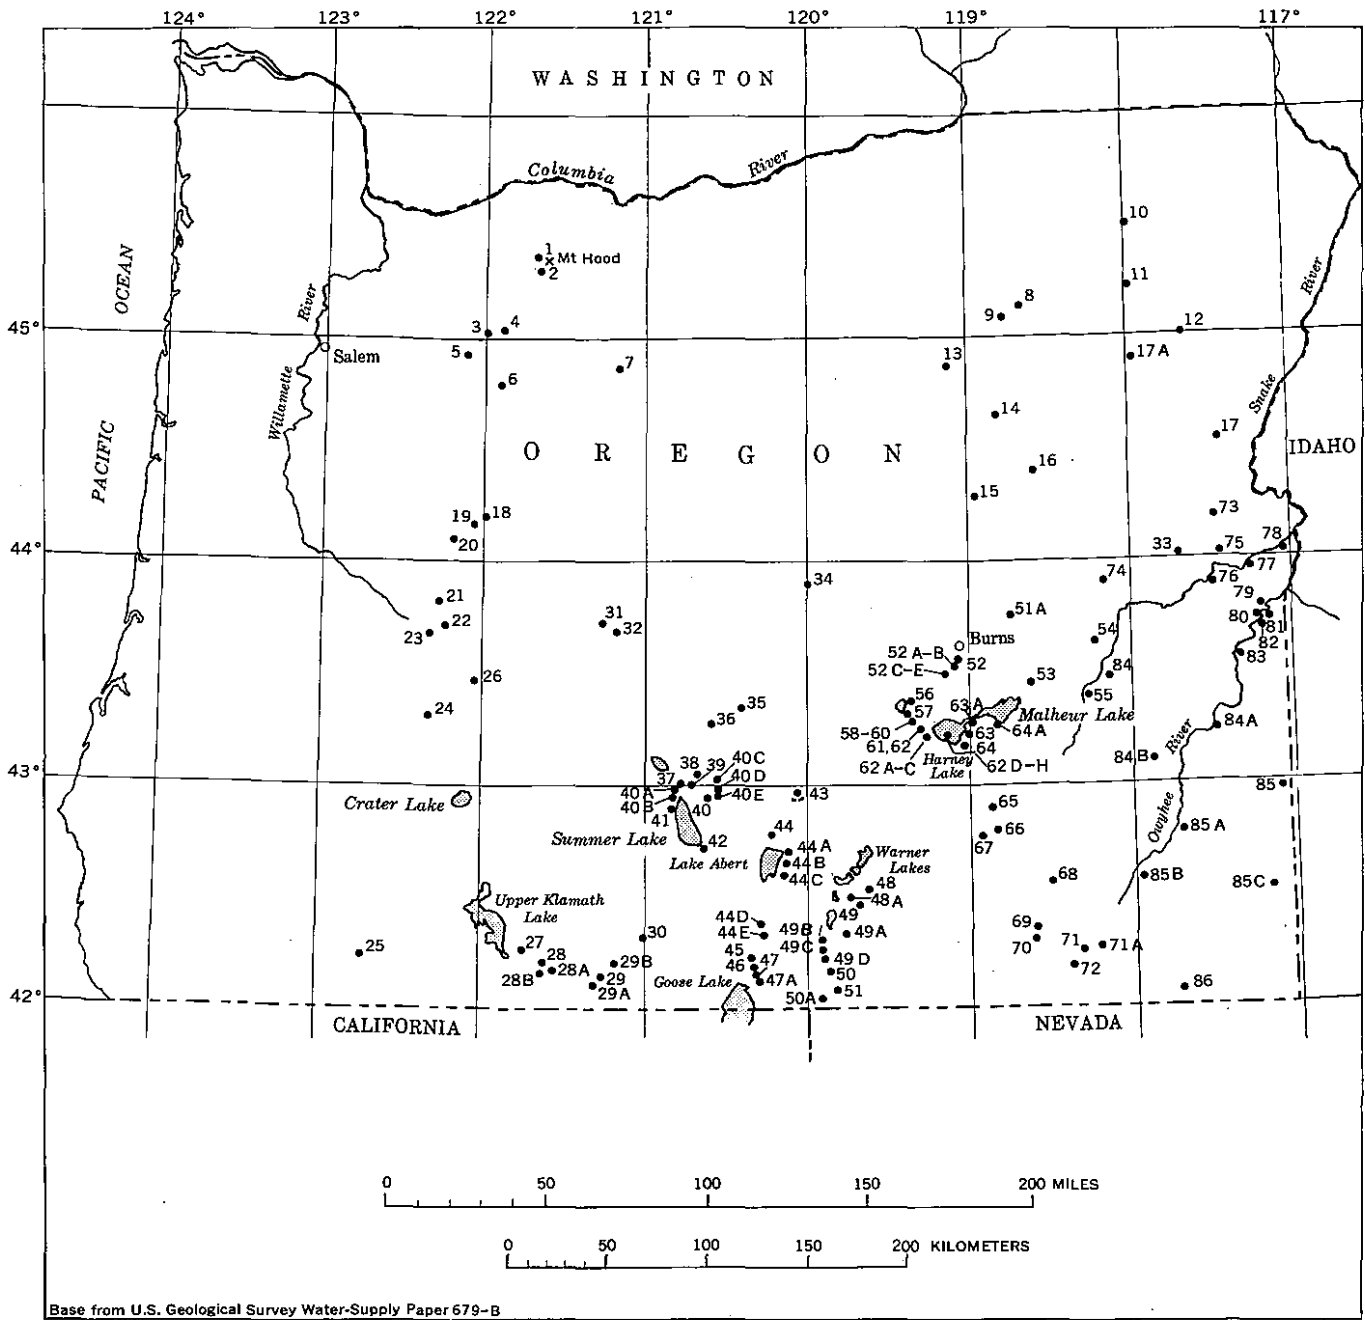 124° 123° 122° 121° 120° 119° 118° 117°
WASHINGTON
Columbia River
10
1
Mt Hood
2
OCEAN
River
11
River
8
9
45°
3 4
12
Salem
5
7
13
17A
6
Willamette
14
Snake
17
IDAHO
OREGON
PACIFIC
16
15
18
19
73
20
33 75 78
44°
77
74 76
34
21
79
31
51A
80 81
22
32
23
54
82
Burns
52 A-B 52
83
52 C-E
84
26
53
55
56
35
63A
57
Malheur Lake
24
36
84A
58-60
63
64A
River
61,62
64
Harney
Lake
62 A-C
62 D-H
84B
43°
38 39 40C
37
40D
85
40A
40E
Crater Lake
40B
40
43
65
41
Owyhee
85A
66
44
Summer Lake
67
42
44A
Warner
Lakes
Lake Abert
44B
44C
48
68
85B
85C
48A
Upper Klamath
Lake
49
44D
49B
69
44E
49A
30
49C
70
25
27
71
71A
45
47
49D
28
29B
46
72
28B
28A
29
50
Goose Lake
47A
51
86
29A
50A
42°
CALIFORNIA
NEVADA
0 50 100 150 200 MILES
0 50 100 150 200 KILOMETERS
Base from U.S. Geological Survey Water-Supply Paper 679-B